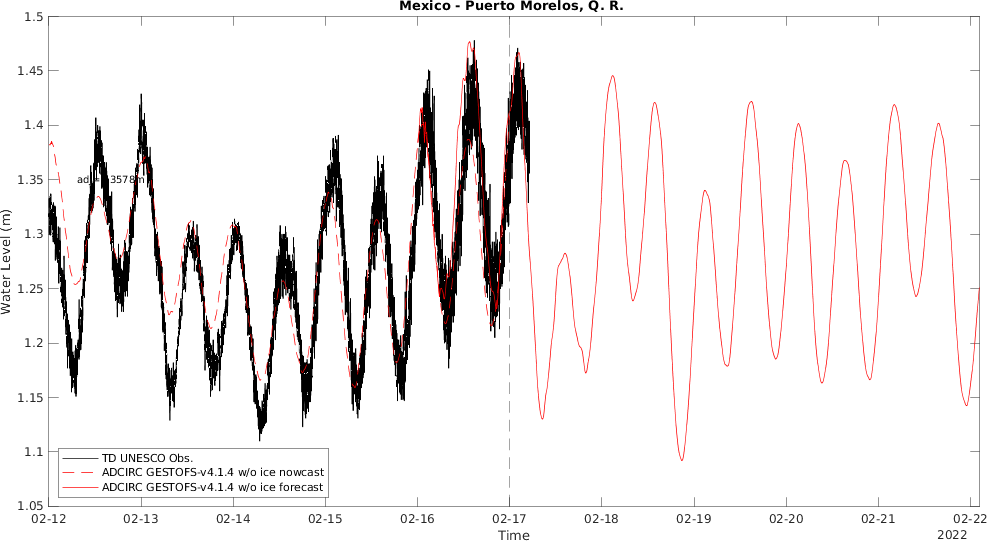 Mexico - Puerto Morelos, Q. R.
Water Level (m)
1.5
1.45
1.4
1.35
1.3
1.25
1.2
1.15
1.1
1.05
3578m
TD UNESCO Obs.
ADCIRC GESTOFS-v4.1.4 w/o ice nowcast
ADCIRC GESTOFS-v4.1.4 w/o ice forecast
02-12 02-13 02-14 02-15 02-16 02-17 02-18 02-19 02-20 02-21 02-22
Time
2022